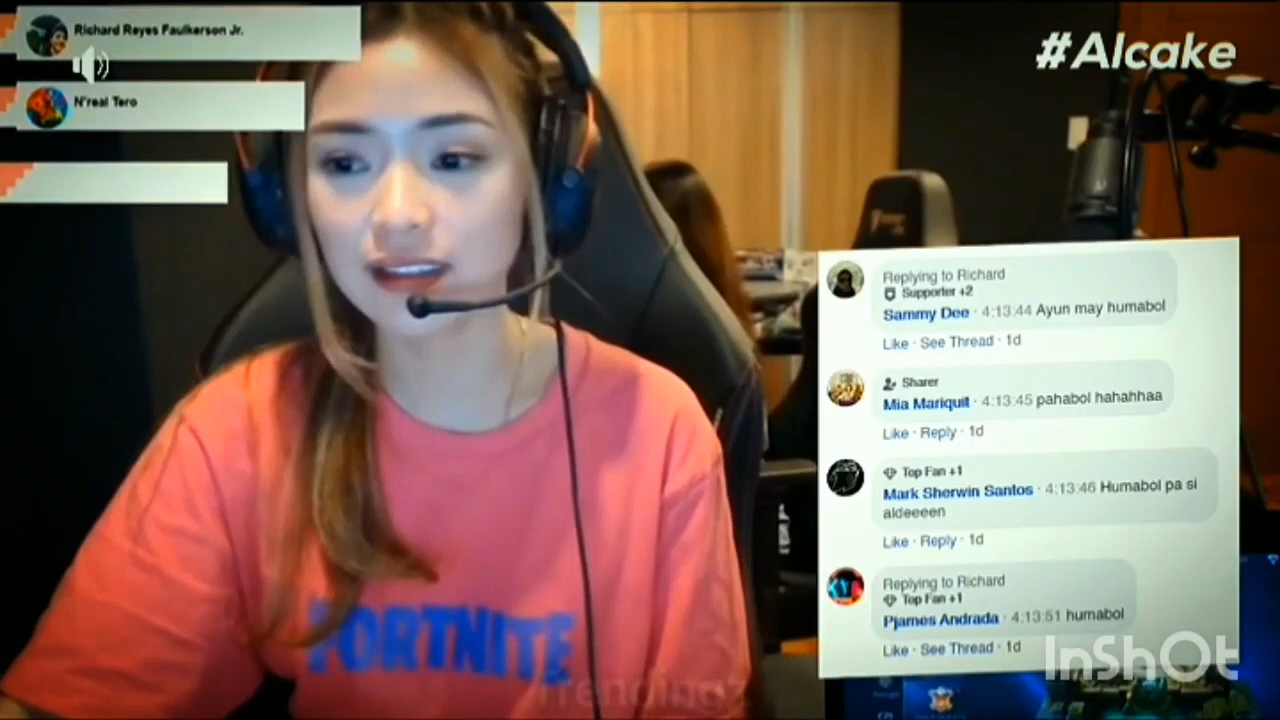 Richard Reyes Faulkerson Jr.
N'real Tero
#Alcake
Replying to Richard
Supporter +2
Sammy Dee · 4:13:44 Ayun may humabol
Like · See Thread · 1d
Sharer
Mia Mariquit · 4:13:45 pahabol hahahhaa
Like · Reply · 1d
Top Fan +1
Mark Sherwin Santos · 4:13:46 Humabol pa si
aldeeeen
Like · Reply · 1d
Replying to Richard
Top Fan +1
Pjames Andrada · 4:13:51 humabol
Like · See Thread · 1d
FORTNITE
InShOt